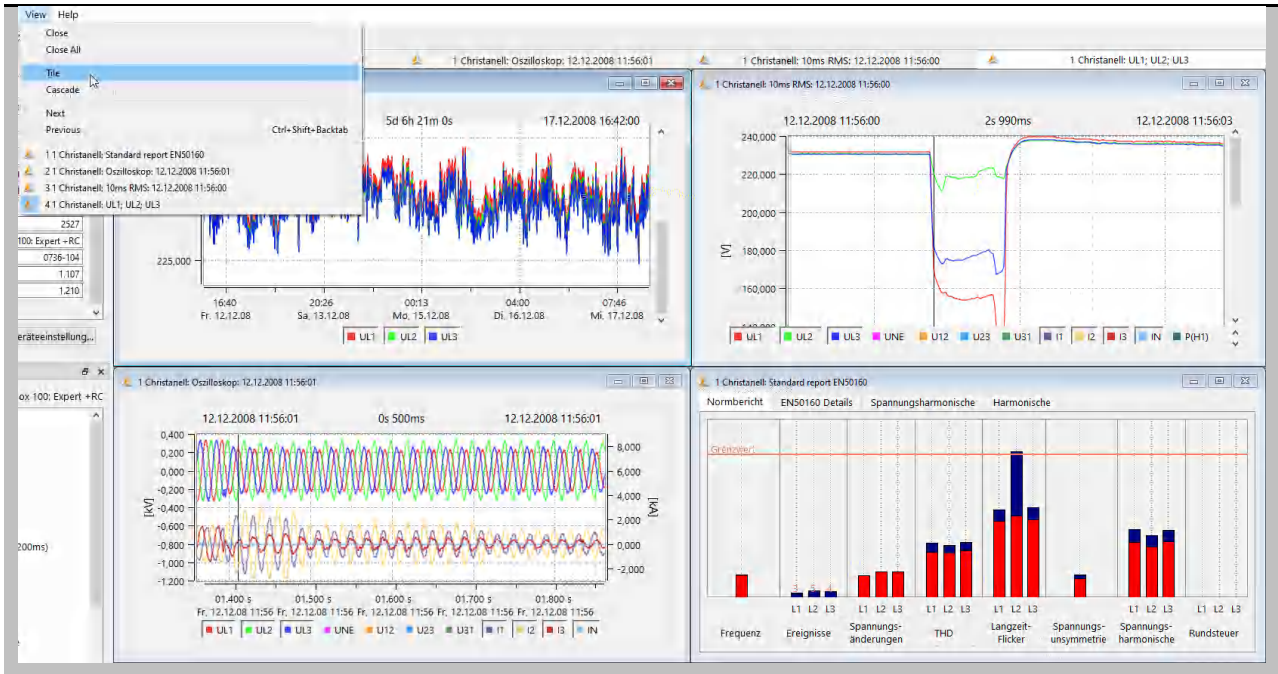 View Help
Close
Close All
Tile
Cascade
Next
Previous Ctrl+Shift+Backtab
1 1 Christanell: Standard report EN50160
2 1 Christanell: Oszilloskop: 12.12.2008 11:56:01
3 1 Christanell: 10ms RMS: 12.12.2008 11:56:00
4 1 Christanell: UL1; UL2; UL3
2527
100: Expert +RC
0736-104
1.107
1.210
eräteeinstellung...
ox 100: Expert +RC
200ms)
1 Christanell: Oszilloskop: 12.12.2008 11:56:01
1 Christanell: 10ms RMS: 12.12.2008 11:56:00
1 Christanell: UL1; UL2; UL3
5d 6h 21m 0s 17.12.2008 16:42:00
225,000
16:40 20:26 00:13 04:00 07:46
Fr. 12.12.08 Sa, 13.12.08 Mo, 15.12.08 Di. 16.12.08 Mi. 17.12.08
UL1 UL2 UL3
1 Christanell: 10ms RMS: 12.12.2008 11:56:00
12.12.2008 11:56:00 2s 990ms 12.12.2008 11:56:03
240,000
220,000
200,000
[V]
180,000
160,000
UL1 UL2 UL3 UNE U12 U23 U31 I1 I2 I3 IN P(H1)
1 Christanell: Oszilloskop: 12.12.2008 11:56:01
12.12.2008 11:56:01 0s 500ms 12.12.2008 11:56:01
0,400
0,200
0,000
-0,200
-0,400
-0,600
-0,800
-1,000
-1,200
[kV]
8,000
6,000
4,000
2,000
0,000
-2,000
[kA]
01.400 s 01.500 s 01.600 s 01.700 s 01.800 s
Fr. 12.12.08 11:56 Fr. 12.12.08 11:56 Fr. 12.12.08 11:56 Fr. 12.12.08 11:56 Fr. 12.12.08 11:56
UL1 UL2 UL3 UNE U12 U23 U31 I1 I2 I3 IN
1 Christanell: Standard report EN50160
Normbericht EN50160 Details Spannungsharmonische Harmonische
Grenzwert
L1 L2 L3 L1 L2 L3 L1 L2 L3 L1 L2 L3 L1 L2 L3 L1 L2 L3
Frequenz
Ereignisse
Spannungs-
änderungen
THD
Langzeit-
Flicker
Spannungs-
unsymmetrie
Spannungs-
harmonische
Rundsteuer